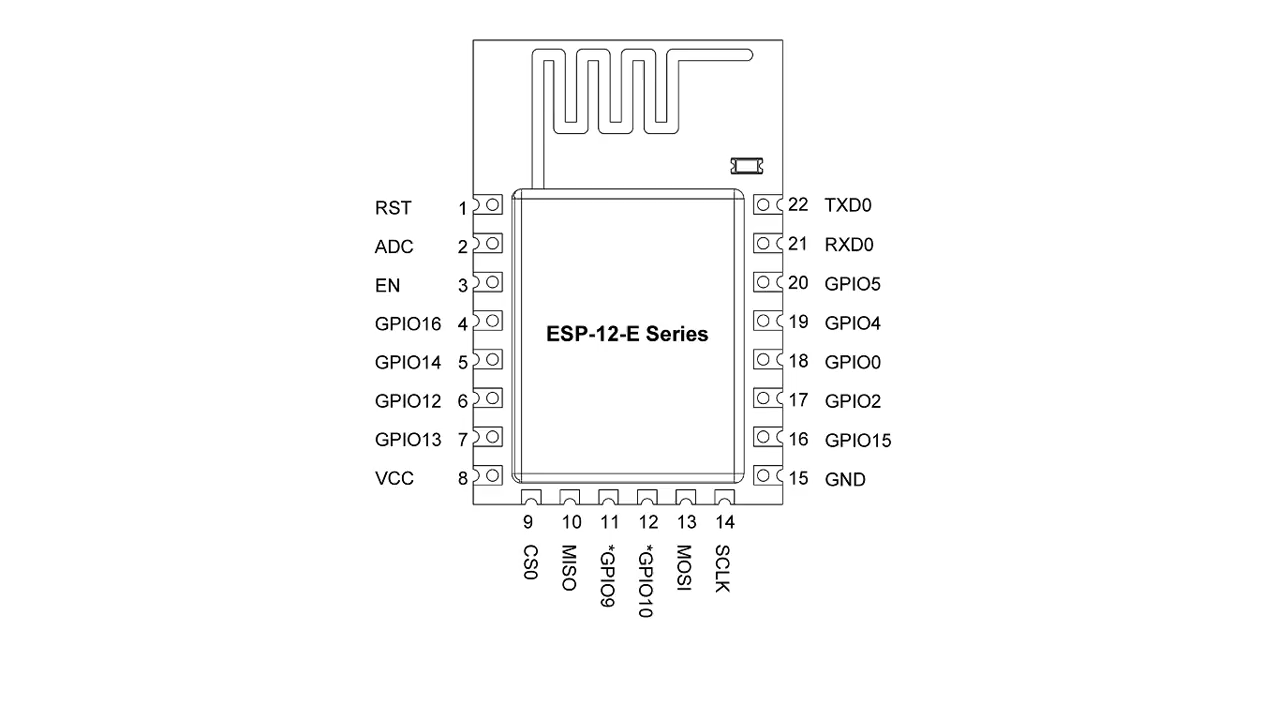 RST 1
ADC 2
EN 3
GPIO16 4
GPIO14 5
GPIO12 6
GPIO13 7
VCC 8
ESP-12-E Series
22 TXD0
21 RXD0
20 GPIO5
19 GPIO4
18 GPIO0
17 GPIO2
16 GPIO15
15 GND
9 10 11 12 13 14
CS0
MISO
*GPIO9
*GPIO10
MOSI
SCLK